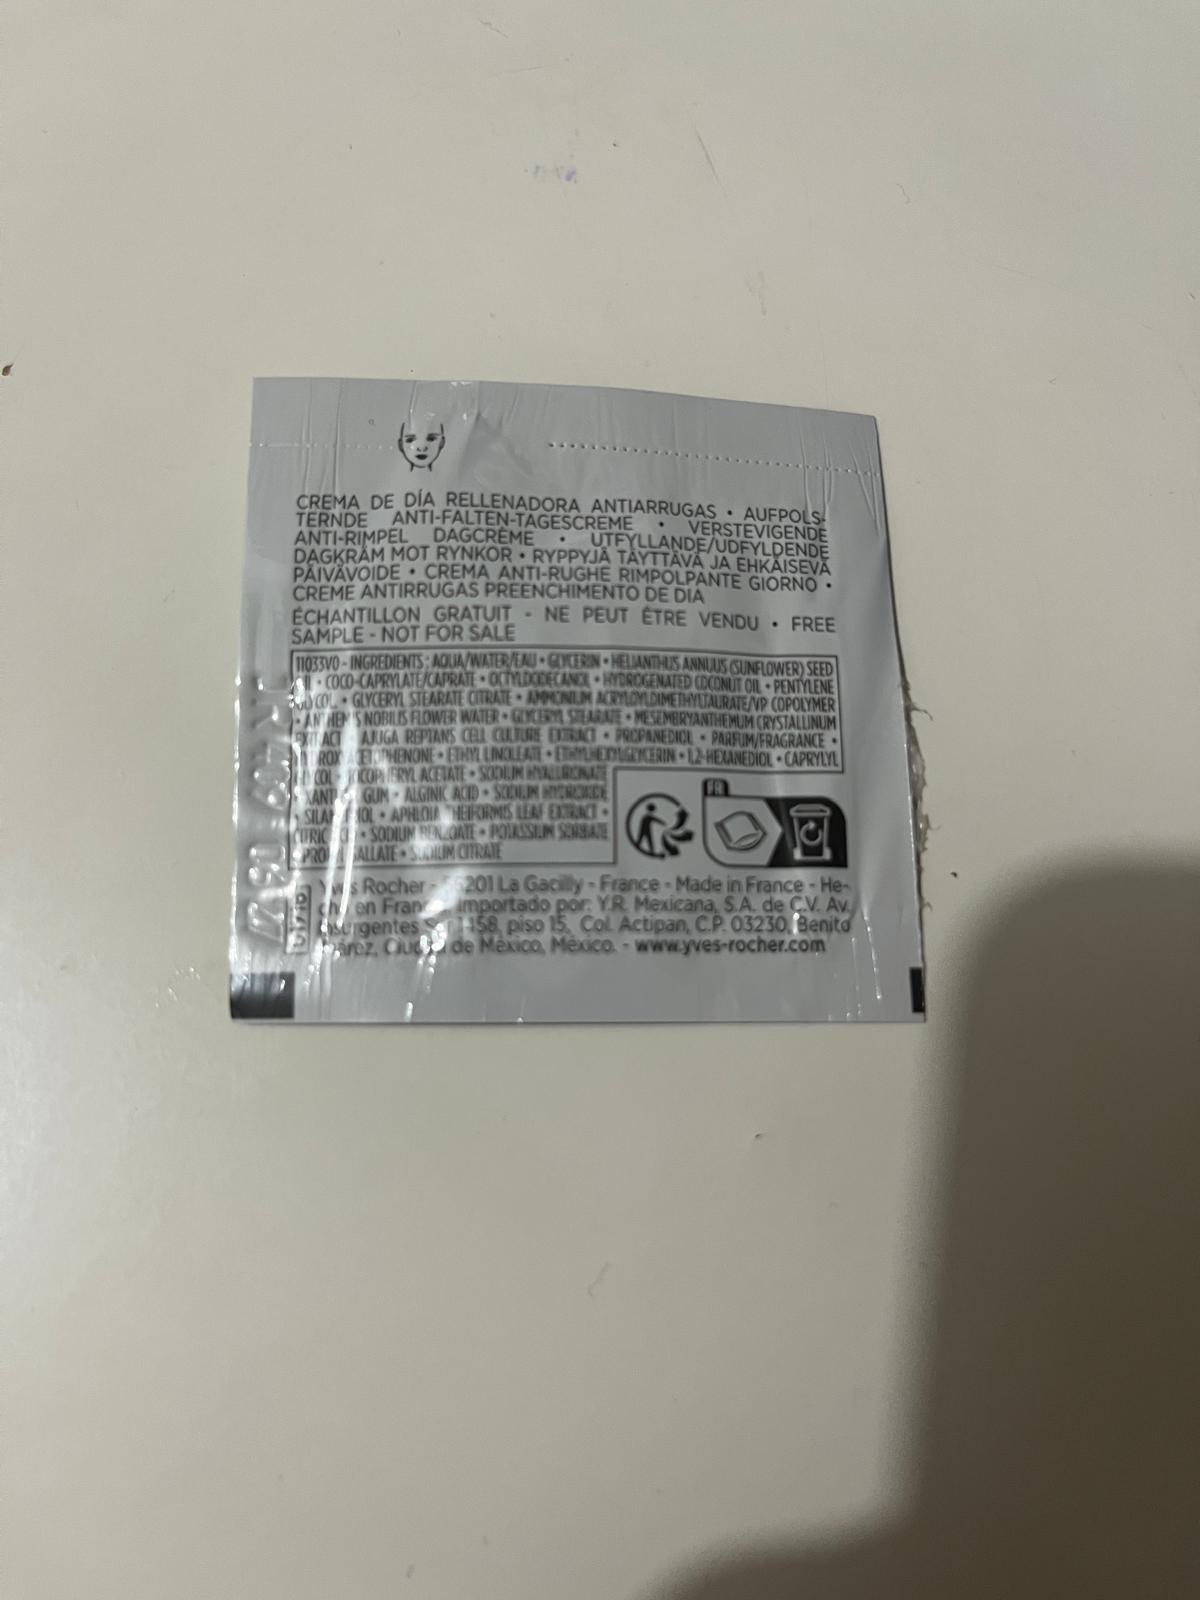 CREMA DE DÍA RELLENADORA ANTIARRUGAS • AUFPOLS-
TERNDE ANTI-FALTEN-TAGESCREME • VERSTEVIGENDE
ANTI-RIMPEL DAGCRÈME • UTFYLLANDE/UDFYLDENDE
DAGKRÄM MOT RYNKOR • RYPPYJÄ TÄYTTÄVÄ JA EHKÄISEVÄ
PÄIVÄVOIDE • CREMA ANTI-RUGHE RIMPOLPANTE GIORNO •
CREME ANTIRRUGAS PREENCHIMENTO DE DIA
ÉCHANTILLON GRATUIT - NE PEUT ÊTRE VENDU • FREE
SAMPLE - NOT FOR SALE
11033V0 - INGREDIENTS : AQUA/WATER/EAU • GLYCERIN • HELIANTHUS ANNUUS (SUNFLOWER) SEED
• COCO-CAPRYLATE/CAPRATE • OCTYLDODECANOL • HYDROGENATED COCONUT OIL • PENTYLENE
• GLYCERYL STEARATE CITRATE • AMMONIUM ACRYLOYLDIMETHYLTAURATE/VP COPOLYMER
• ANTHEMIS NOBILIS FLOWER WATER • GLYCERYL STEARATE • MESEMBRYANTHEMUM CRYSTALLINUM
EXTRACT • AJUGA REPTANS CELL CULTURE EXTRACT • PROPANEDIOL • PARFUM/FRAGRANCE •
• ETHYL LINOLEATE • ETHYLHEXYLGLYCERIN • 1,2-HEXANEDIOL • CAPRYLYL
• TOCOPHERYL ACETATE • SODIUM HYALURONATE
GUM • ALGINIC ACID • SODIUM HYDROXIDE
• APHLOIA THEIFORMIS LEAF EXTRACT •
• SODIUM BENZOATE • POTASSIUM SORBATE
• SODIUM CITRATE
FR
Yves Rocher - 56201 La Gacilly - France - Made in France - He-
en France importado por: Y.R. Mexicana, S.A. de C.V. Av.
piso 15, Col. Actipan, C.P. 03230, Benito
Ciudad de México, México. - www.yves-rocher.com